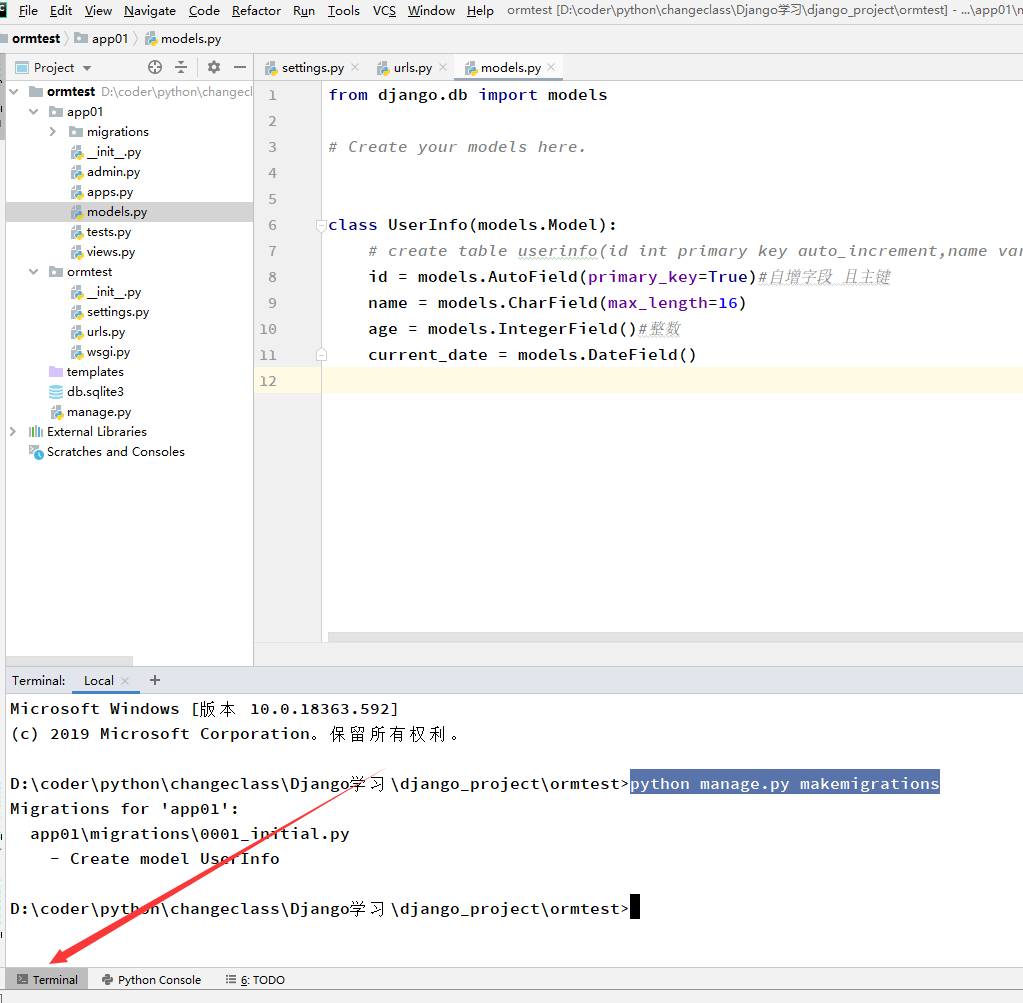 File Edit View Navigate Code Refactor Run Tools VCS Window Help ormtest [D:\coder\python\changeclass\Django学习\django_project\ormtest] - ...\app01\m
ormtest app01 models.py
Project
settings.py urls.py models.py
ormtest D:\coder\python\changecl
app01
migrations
__init__.py
admin.py
apps.py
models.py
tests.py
views.py
ormtest
__init__.py
settings.py
urls.py
wsgi.py
templates
db.sqlite3
manage.py
External Libraries
Scratches and Consoles
1 from django.db import models
2
3 # Create your models here.
4
5
6 class UserInfo(models.Model):
7 # create table userinfo(id int primary key auto_increment,name var
8 id = models.AutoField(primary_key=True)#自增字段 且主键
9 name = models.CharField(max_length=16)
10 age = models.IntegerField()#整数
11 current_date = models.DateField()
12
Terminal: Local +
Microsoft Windows [版本 10.0.18363.592]
(c) 2019 Microsoft Corporation。保留所有权利。
D:\coder\python\changeclass\Django学习\django_project\ormtest>python manage.py makemigrations
Migrations for 'app01':
app01\migrations\0001_initial.py
- Create model UserInfo
D:\coder\python\changeclass\Django学习\django_project\ormtest>
Terminal Python Console 6: TODO